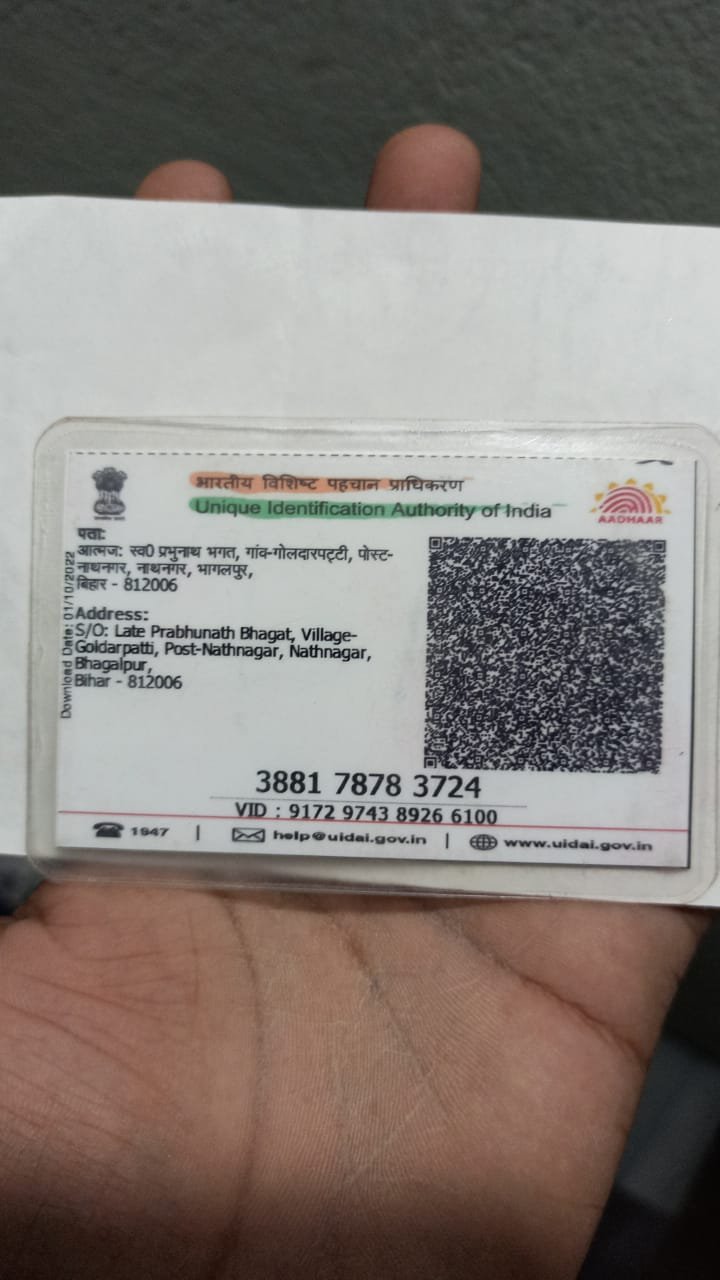 भारतीय विशिष्ट पहचान प्राधिकरण
Unique Identification Authority of India
AADHAAR
पता:
आत्मज: स्व0 प्रभुनाथ भगत, गांव-गोलदारपट्टी, पोस्ट-
नाथनगर, नाथनगर, भागलपुर,
बिहार - 812006
Address:
S/O: Late Prabhunath Bhagat, Village-
Goldarpatti, Post-Nathnagar, Nathnagar,
Bhagalpur,
Bihar - 812006
Download Date: 01/10/2022
3881 7878 3724
VID : 9172 9743 8926 6100
1947 | help@uidai.gov.in | www.uidai.gov.in